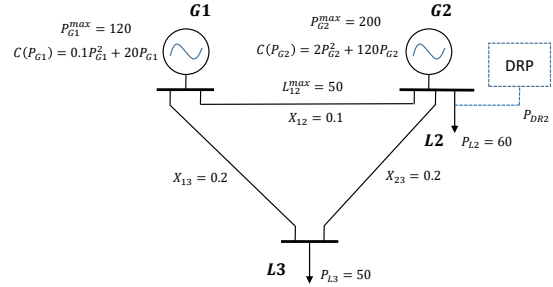 G1
G2
P_{G1}^{max} = 120
P_{G2}^{max} = 200
C(P_{G1}) = 0.1P_{G1}^2 + 20P_{G1}
C(P_{G2}) = 2P_{G2}^2 + 120P_{G2}
DRP
L_{12}^{max} = 50
P_{DR2}
X_{12} = 0.1
L2
P_{L2} = 60
X_{13} = 0.2
X_{23} = 0.2
L3
P_{L3} = 50